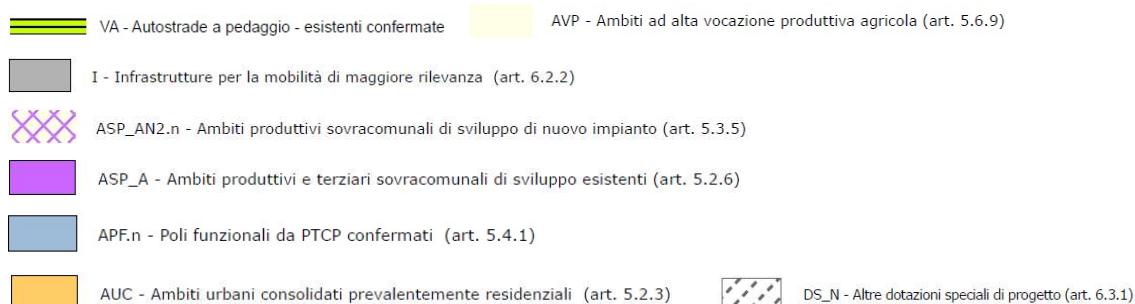 VA - Autostrade a pedaggio - esistenti confermate
AVP - Ambiti ad alta vocazione produttiva agricola (art. 5.6.9)
I - Infrastrutture per la mobilità di maggiore rilevanza (art. 6.2.2)
ASP_AN2.n - Ambiti produttivi sovracomunali di sviluppo di nuovo impianto (art. 5.3.5)
ASP_A - Ambiti produttivi e terziari sovracomunali di sviluppo esistenti (art. 5.2.6)
APF.n - Poli funzionali da PTCP confermati (art. 5.4.1)
AUC - Ambiti urbani consolidati prevalentemente residenziali (art. 5.2.3)
DS_N - Altre dotazioni speciali di progetto (art. 6.3.1)